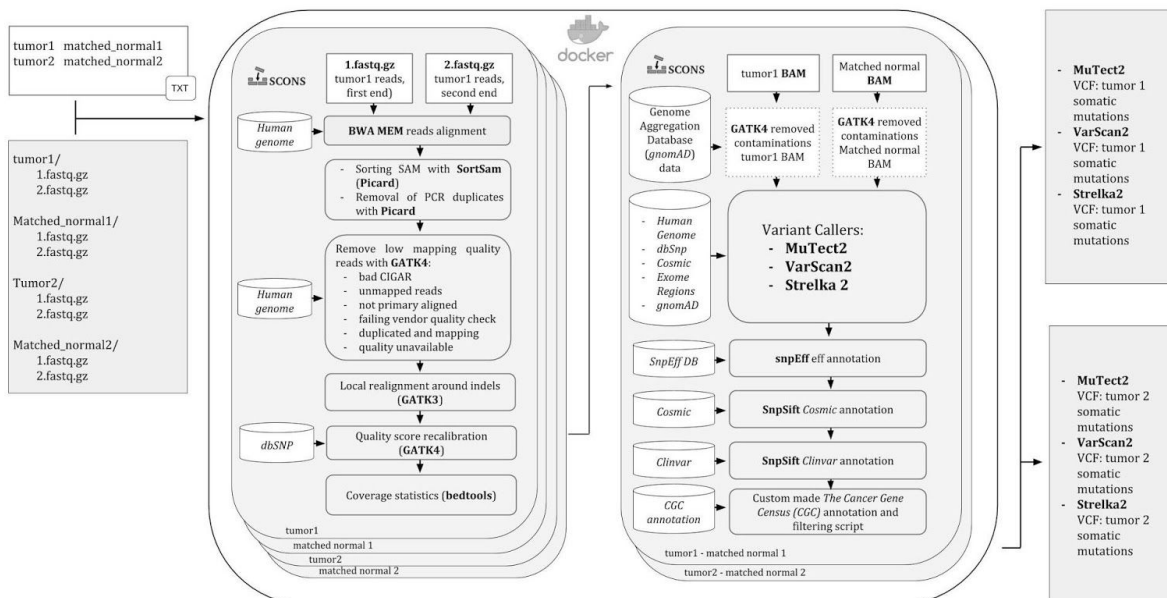 tumor1 matched_normal1
tumor2 matched_normal2
TXT
tumor1/
1.fastq.gz
2.fastq.gz
Matched_normal1/
1.fastq.gz
2.fastq.gz
Tumor2/
1.fastq.gz
2.fastq.gz
Matched_normal2/
1.fastq.gz
2.fastq.gz
docker
SCONS
1.fastq.gz
tumor1 reads,
first end)
2.fastq.gz
tumor1 reads,
second end
Human
genome
BWA MEM reads alignment
- Sorting SAM with SortSam
(Picard)
- Removal of PCR duplicates
with Picard
Human
genome
Remove low mapping quality
reads with GATK4:
- bad CIGAR
- unmapped reads
- not primary aligned
- failing vendor quality check
- duplicated and mapping
- quality unavailable
Local realignment around indels
(GATK3)
dbSNP
Quality score recalibration
(GATK4)
Coverage statistics (bedtools)
tumor1
matched normal 1
tumor2
matched normal 2
SCONS
tumor1 BAM
Matched normal
BAM
Genome
Aggregation
Database
(gnomAD)
data
GATK4 removed
contaminations
tumor1 BAM
GATK4 removed
contaminations
Matched normal
BAM
- Human
Genome
- dbSnp
- Cosmic
- Exome
Regions
- gnomAD
Variant Callers:
- MuTect2
- VarScan2
- Strelka 2
SnpEff DB
snpEff eff annotation
Cosmic
SnpSift Cosmic annotation
Clinvar
SnpSift Clinvar annotation
CGC
annotation
Custom made The Cancer Gene
Census (CGC) annotation and
filtering script
tumor1 - matched normal 1
tumor2 - matched normal 2
- MuTect2
VCF: tumor 1
somatic
mutations
- VarScan2
VCF: tumor 1
somatic
mutations
- Strelka2
VCF: tumor 1
somatic
mutations
- MuTect2
VCF: tumor 2
somatic
mutations
- VarScan2
VCF: tumor 2
somatic
mutations
- Strelka2
VCF: tumor 2
somatic
mutations